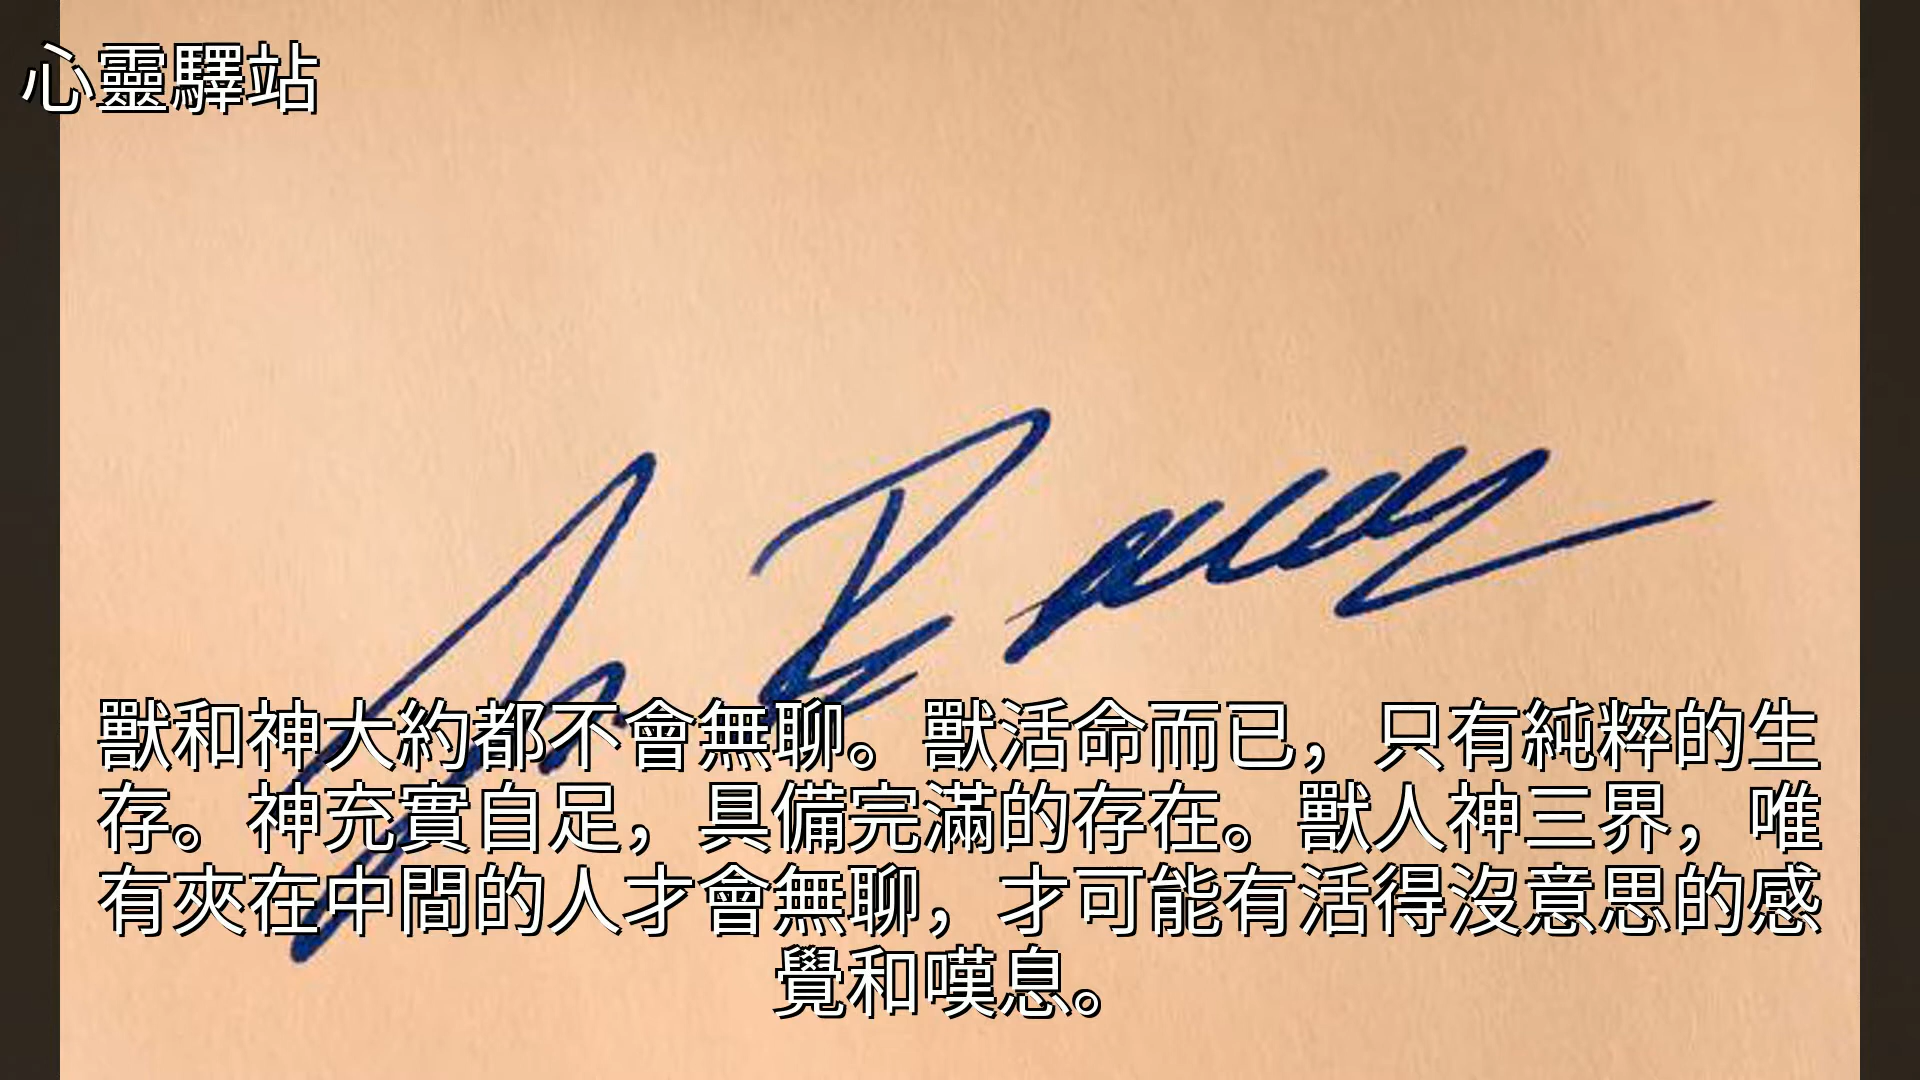 心靈驛站
獸和神大約都不會無聊。獸活命而已，只有純粹的生
存。神充實自足，具備完滿的存在。獸人神三界，唯
有夾在中間的人才會無聊，才可能有活得沒意思的感
覺和嘆息。